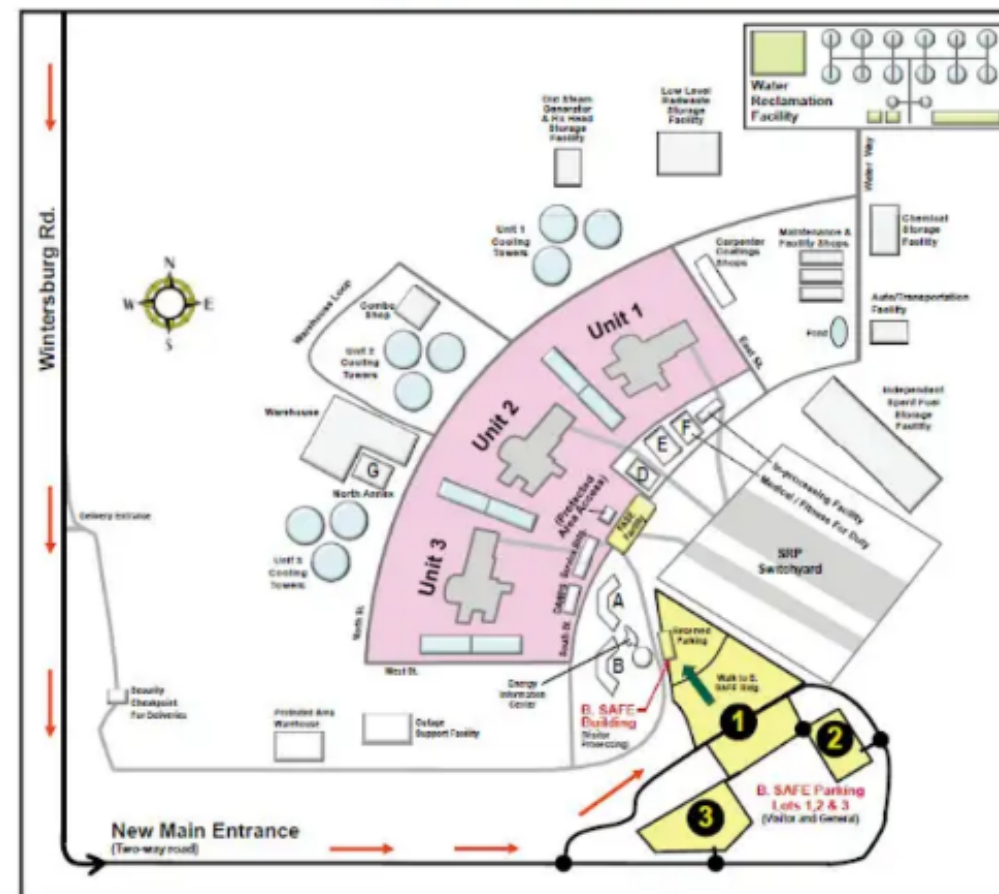 Water
Reclamation
Facility
Old Steam
Generator
& Rx Head
Storage
Facility
Low Level
Radwaste
Storage
Facility
Water Way
Wintersburg Rd.
N
W
E
S
Unit 1
Cooling
Towers
Carpenter
Coatings
Shops
Maintenance &
Facility Shops
Chemical
Storage
Facility
Auto/Transportation
Facility
Pond
Warehouse Loop
Combo
Shop
Unit 2
Cooling
Towers
Unit 1
East St.
Independent
Spent Fuel
Storage
Facility
Warehouse
Unit 2
G
North Annex
F
E
D
Inprocessing Facility
Medical / Fitness For Duty
(Protected
Area Access)
Facility
SRP
Switchyard
Delivery Entrance
Unit 3
Cooling
Towers
Unit 3
Service Bldg.
North St.
South St.
West St.
A
B
Reserved
Parking
Walk to B.
SAFE Bldg.
Energy
Information
Center
B. SAFE
Building
(Visitor
Processing)
Security
Checkpoint
For Deliveries
Protected Area
Warehouse
Outage
Support Facility
1
2
3
B. SAFE Parking
Lots 1,2 & 3
(Visitor and General)
New Main Entrance
(Two-way road)